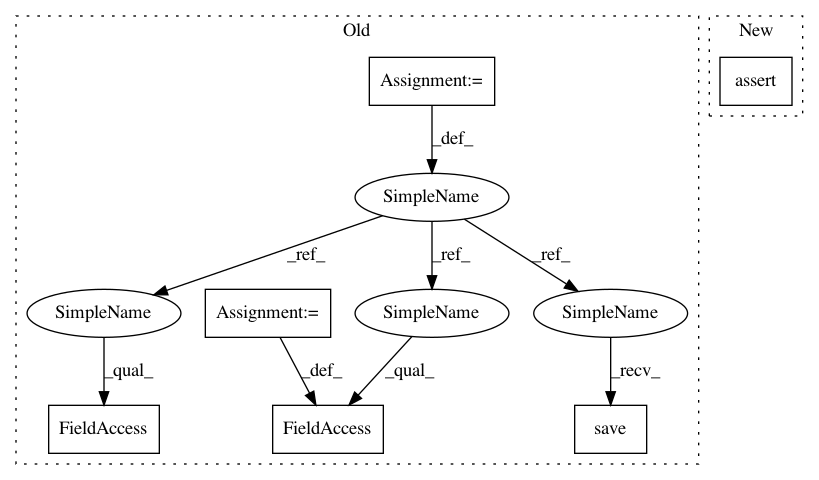 Old
New
Assignment:=
assert
_def_
SimpleName
_ref_
_ref_
_ref_
SimpleName
Assignment:=
SimpleName
SimpleName
_qual_
_def_
_qual_
_recv_
FieldAccess
FieldAccess
save